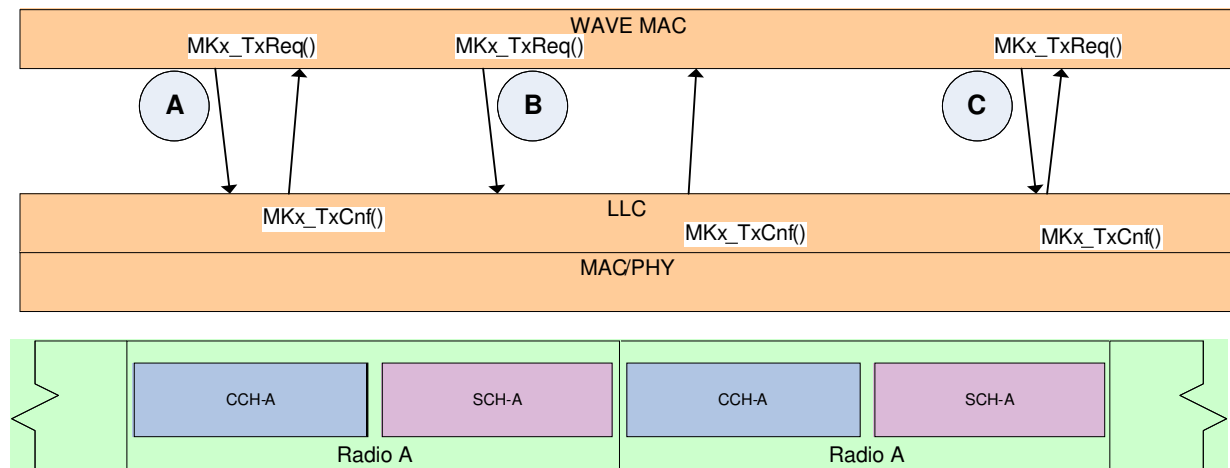 WAVE MAC
MKx_TxReq()
MKx_TxReq()
MKx_TxReq()
A
B
C
LLC
MKx_TxCnf()
MKx_TxCnf()
MKx_TxCnf()
MAC/PHY
CCH-A
SCH-A
CCH-A
SCH-A
Radio A
Radio A